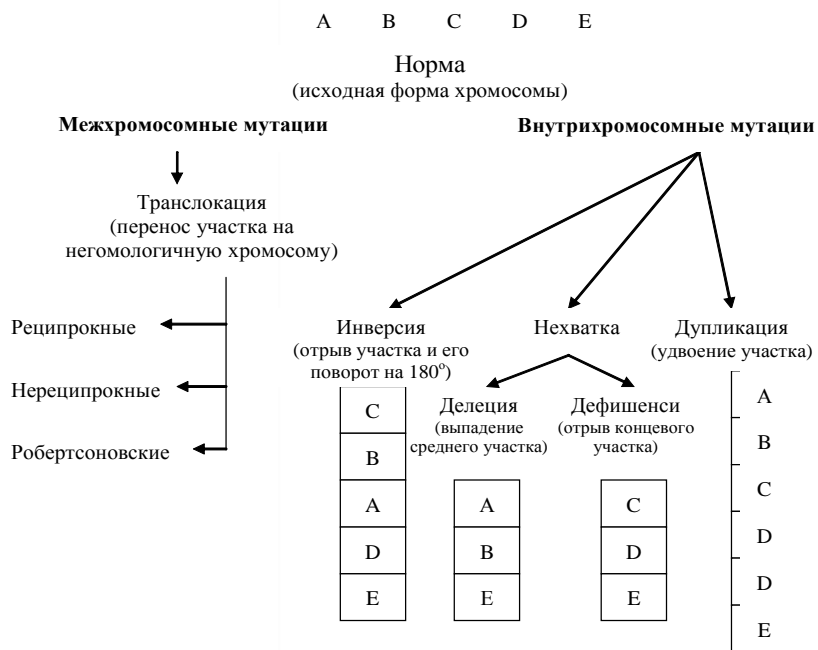 A B C D E
Норма
(исходная форма хромосомы)
Межхромосомные мутации
Внутрихромосомные мутации
Транслокация
(перенос участка на
негомологичную хромосому)
Реципрокные
Нереципрокные
Робертсоновские
Инверсия
(отрыв участка и его
поворот на 180°)
Нехватка
Дупликация
(удвоение участка)
Делеция
(выпадение
среднего участка)
Дефишенси
(отрыв концевого
участка)
C
B
A
D
E
A
B
E
C
D
E
A
B
C
D
D
E